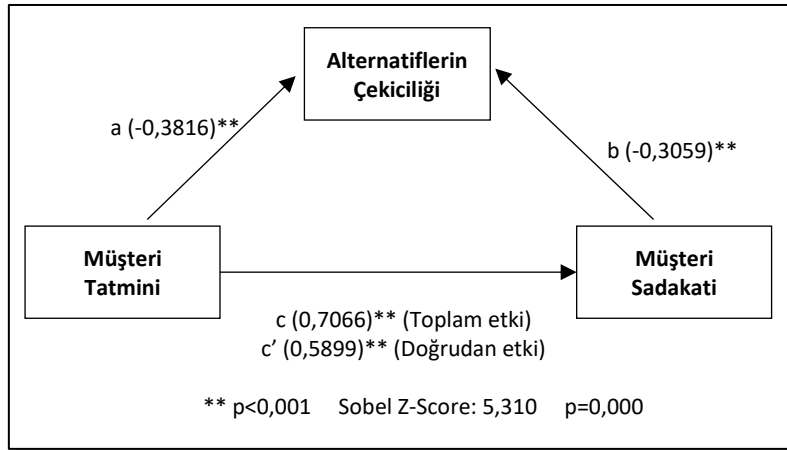 Alternatiflerin
Çekiciliği
a (-0,3816)**
b (-0,3059)**
Müşteri
Tatmini
Müşteri
Sadakati
c (0,7066)** (Toplam etki)
c’ (0,5899)** (Doğrudan etki)
** p<0,001 Sobel Z-Score: 5,310 p=0,000